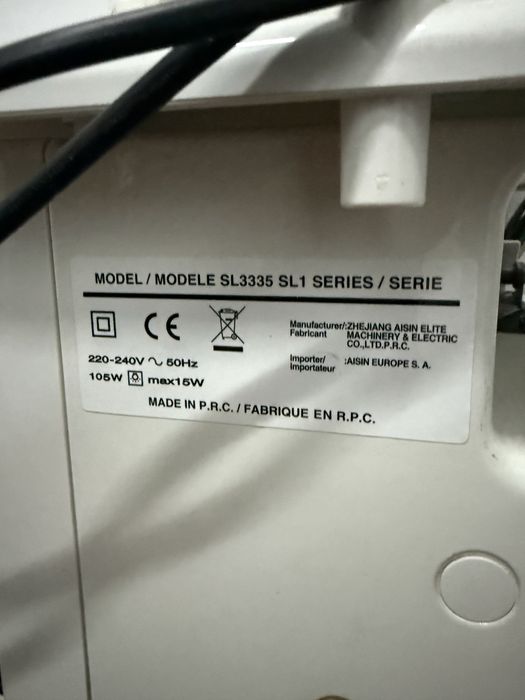 MODEL / MODELE SL3335 SL1 SERIES / SERIE
CE
Manufacturer/:ZHEJIANG AISIN ELITE
Fabricant MACHINERY & ELECTRIC
CO.,LTD.P.R.C.
220-240V ∿ 50Hz
Importer/ :AISIN EUROPE S. A.
Importateur
105W max15W
MADE IN P.R.C. / FABRIQUE EN R.P.C.